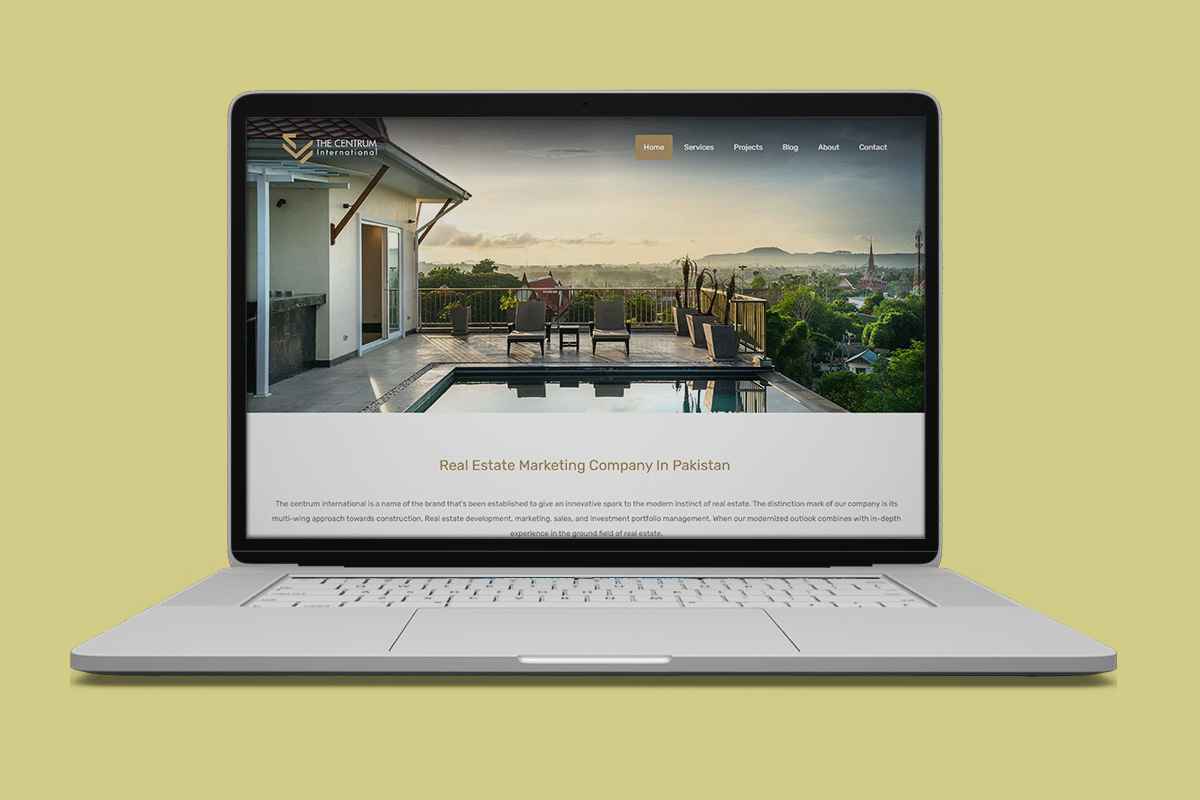 THE CENTRUM
International
Home Services Projects Blog About Contact
Real Estate Marketing Company In Pakistan
The centrum international is a name of the brand that's been established to give an innevative spark to the modern instinct of real estate. The distinction mark of our company is its
multi-wing approach towards construction, Real estate development, marketing, sales, and investment portfolio management. When our modernized outlook combines with in-depth
experience in the ground field of real estate.